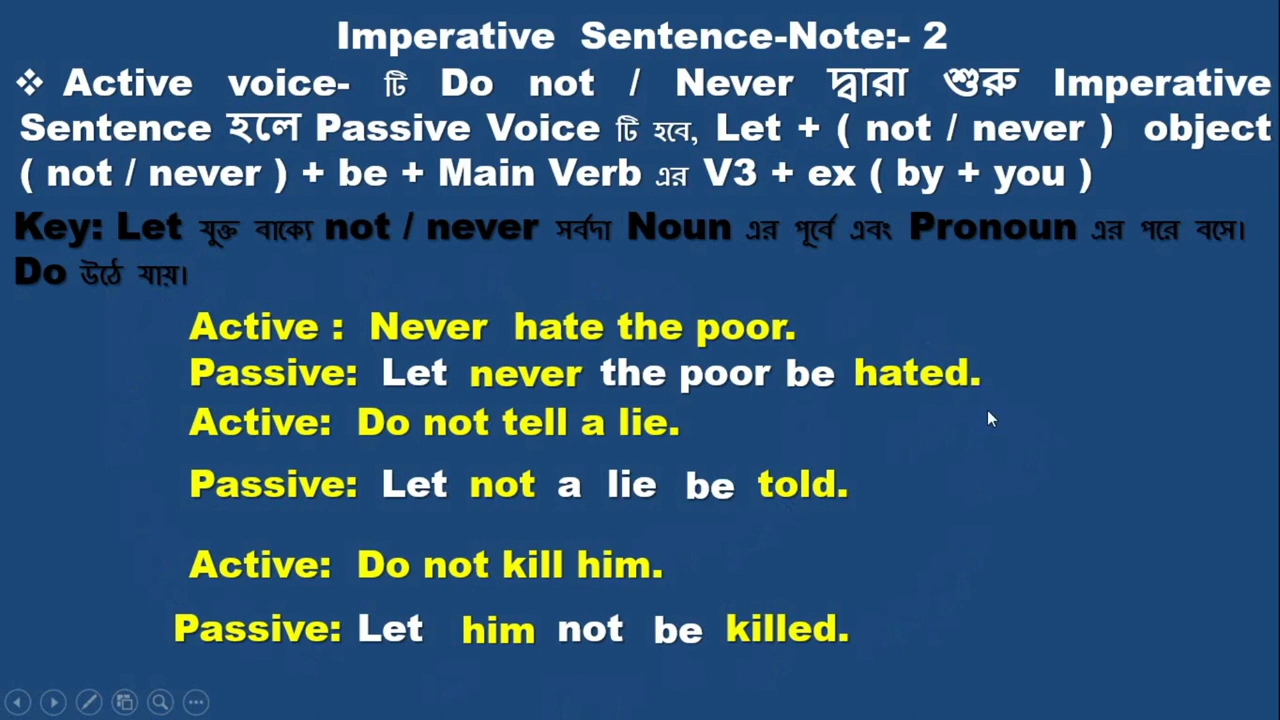 Imperative Sentence-Note:- 2
❖ Active voice- টি Do not / Never দ্বারা শুরু Imperative
Sentence হলে Passive Voice টি হবে, Let + ( not / never ) object
( not / never ) + be + Main Verb এর V3 + ex ( by + you )
Key: Let যুক্ত বাক্যে not / never সর্বদা Noun এর পূর্বে এবং Pronoun এর পরে বসে।
Do উঠে যায়।
Active : Never hate the poor.
Passive: Let never the poor be hated.
Active: Do not tell a lie.
Passive: Let not a lie be told.
Active: Do not kill him.
Passive: Let him not be killed.